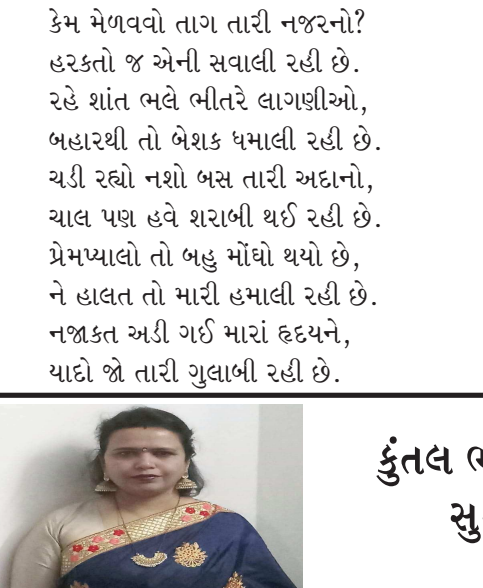 કેમ મેળવવો તાગ તારી નજરનો?
હરકતો જ એની સવાલી રહી છે.
રહે શાંત ભલે ભીતરે લાગણીઓ,
બહારથી તો બેશક ધમાલી રહી છે.
ચડી રહ્યો નશો બસ તારી અદાનો,
ચાલ પણ હવે શરાબી થઈ રહી છે.
પ્રેમપ્યાલો તો બહુ મોંઘો થયો છે,
ને હાલત તો મારી હમાલી રહી છે.
નજાકત અડી ગઈ મારાં હૃદયને,
યાદો જો તારી ગુલાબી રહી છે.
કુંતલ